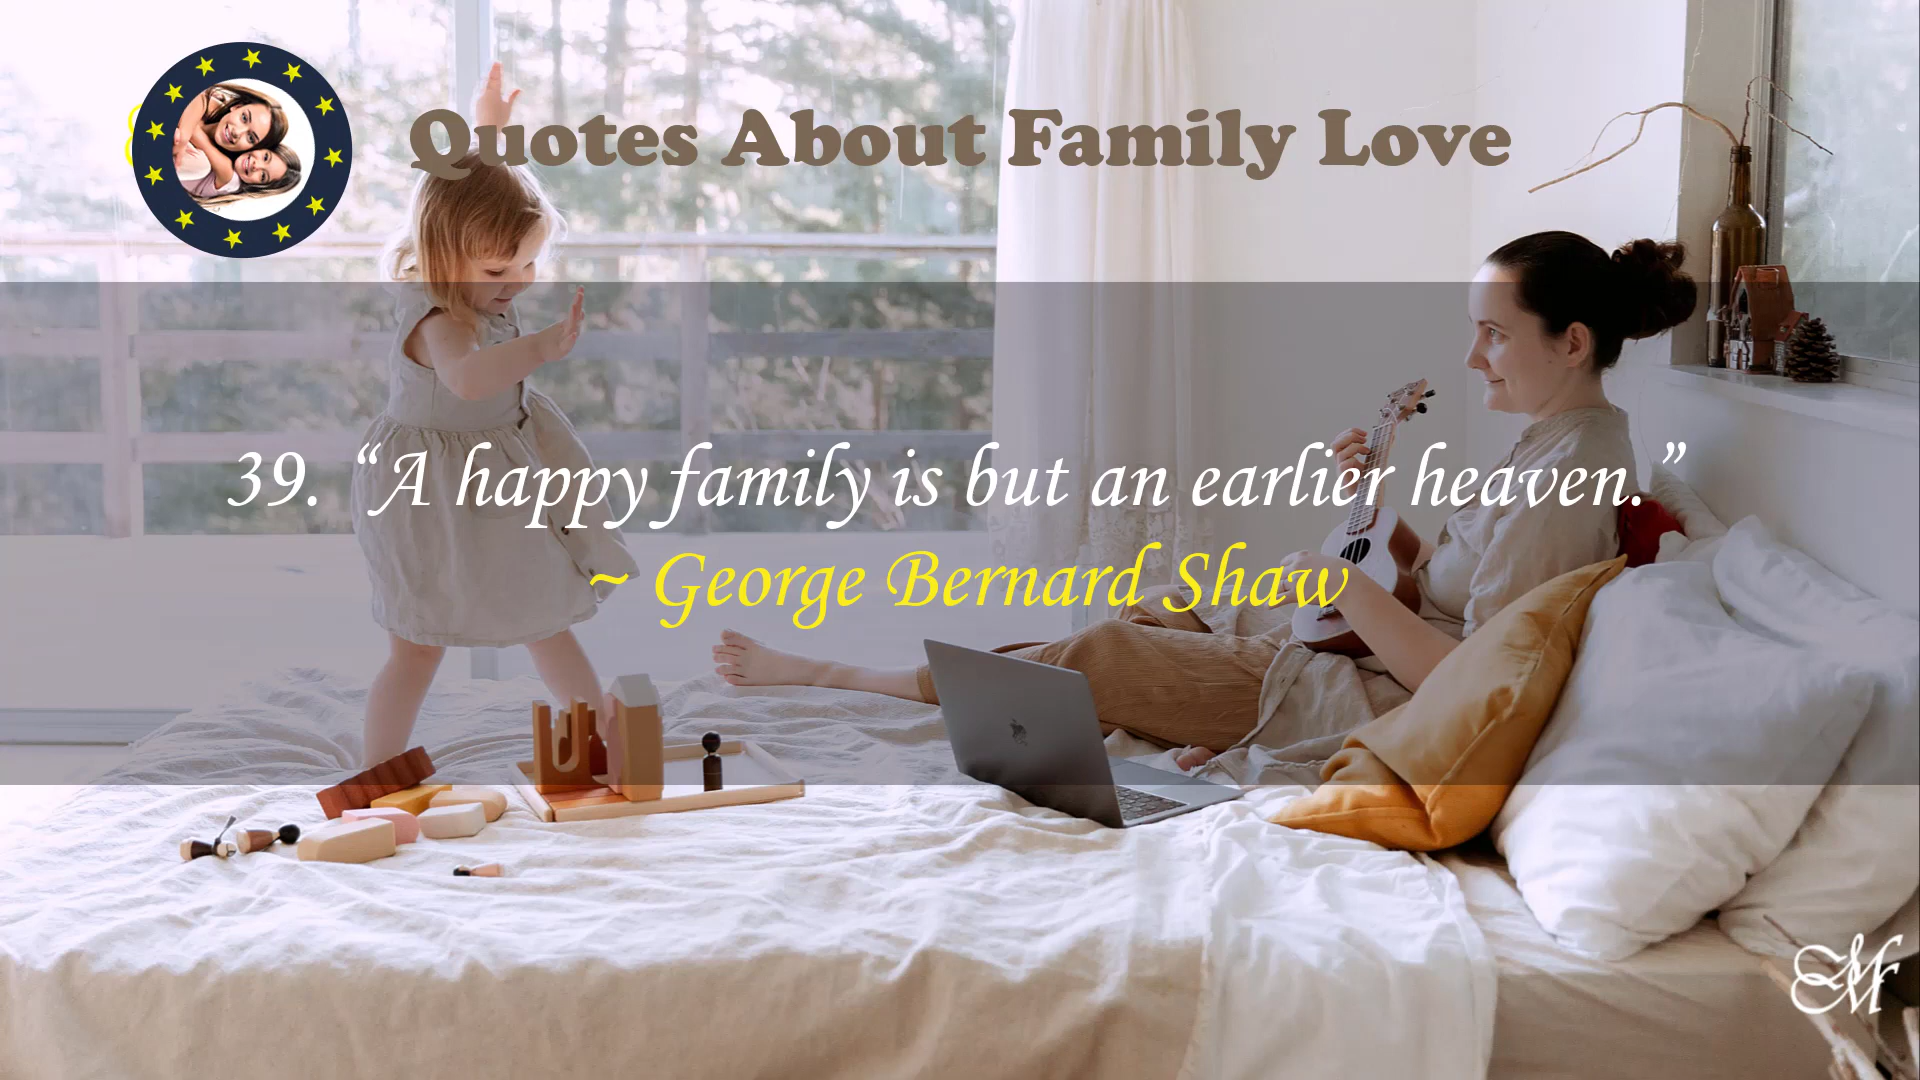 Quotes About Family Love
39. “A happy family is but an earlier heaven.”
~ George Bernard Shaw